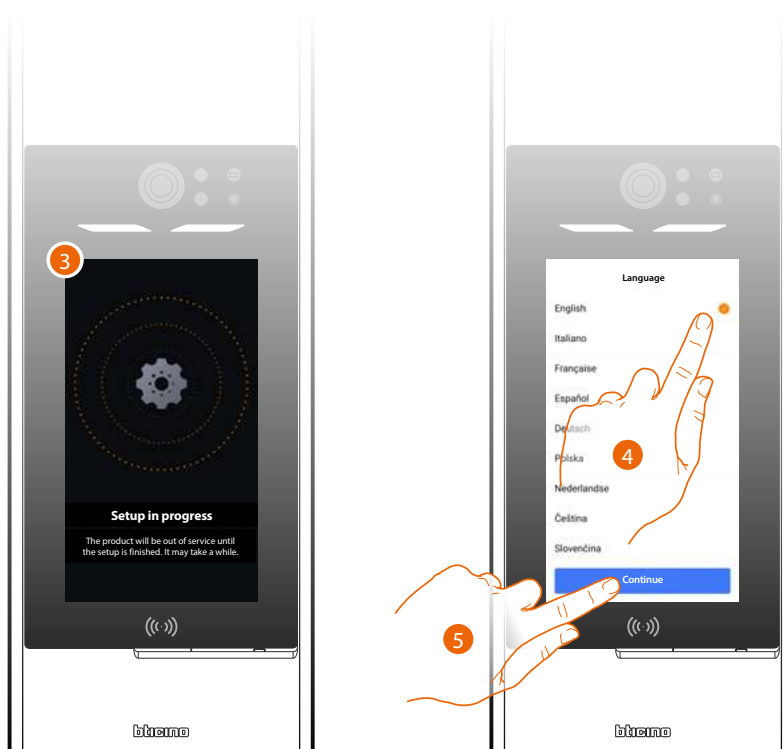 3
Setup in progress
The product will be out of service until
the setup is finished. It may take a while.
bticino
Language
English
Italiano
Française
Español
Deutsch
Polska
Nederlandse
Čeština
Slovenčina
Continue
4
5
bticino